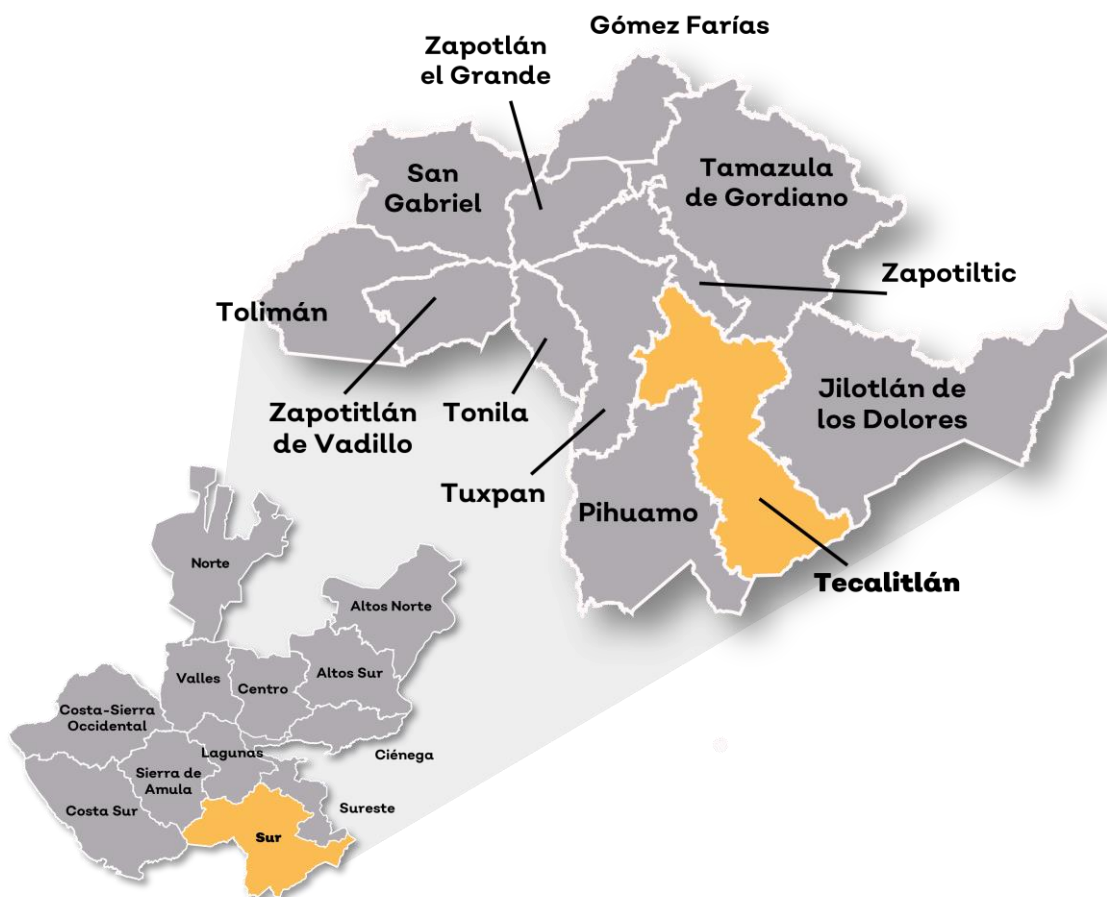 Gómez Farías
Zapotlán
el Grande
San
Gabriel
Tamazula
de Gordiano
Zapotiltic
Tolimán
Jilotlán de
los Dolores
Zapotitlán
de Vadillo
Tonila
Tuxpan
Pihuamo
Tecalitlán
Norte
Altos Norte
Altos Sur
Valles
Centro
Costa-Sierra
Occidental
Lagunas
Ciénega
Sierra de
Amula
Costa Sur
Sureste
Sur